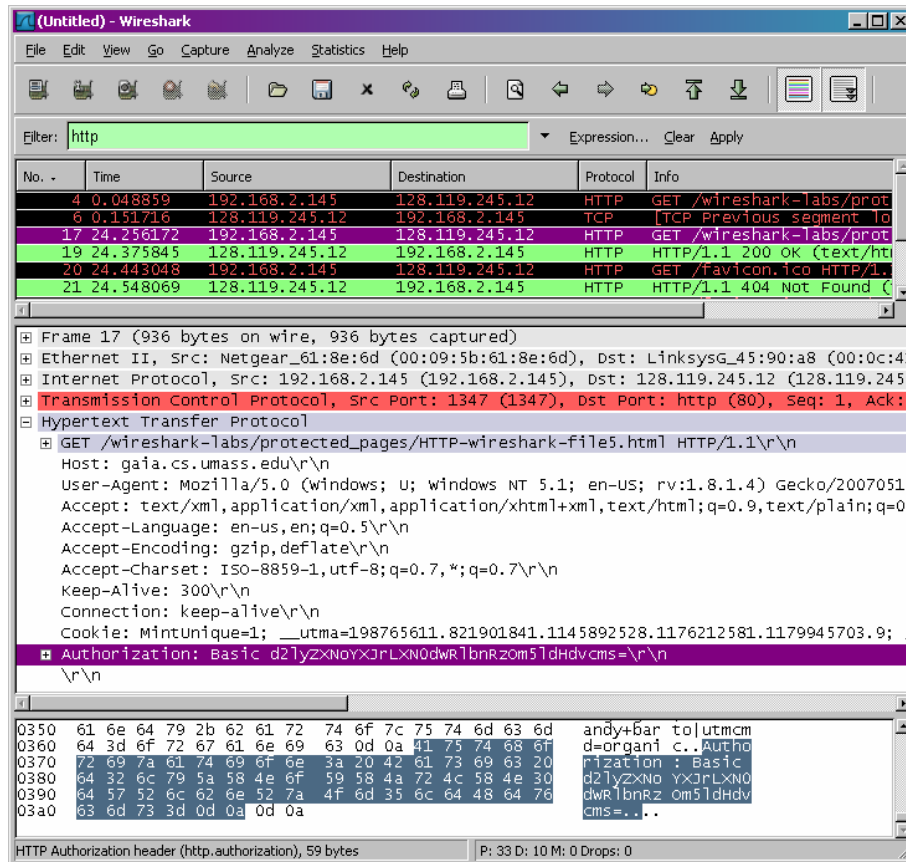 (Untitled) - Wireshark
File Edit View Go Capture Analyze Statistics Help
Filter: http Expression... Clear Apply
No. - Time Source Destination Protocol Info
4 0.048859 192.168.2.145 128.119.245.12 HTTP GET /wireshark-labs/prot
6 0.151716 128.119.245.12 192.168.2.145 TCP [TCP Previous segment lo
17 24.256172 192.168.2.145 128.119.245.12 HTTP GET /wireshark-labs/prot
19 24.375845 128.119.245.12 192.168.2.145 HTTP HTTP/1.1 200 OK (text/htm
20 24.443048 192.168.2.145 128.119.245.12 HTTP GET /favicon.ico HTTP/1.
21 24.548069 128.119.245.12 192.168.2.145 HTTP HTTP/1.1 404 Not Found (
Frame 17 (936 bytes on wire, 936 bytes captured)
Ethernet II, Src: Netgear_61:8e:6d (00:09:5b:61:8e:6d), Dst: LinksysG_45:90:a8 (00:0c:4
Internet Protocol, Src: 192.168.2.145 (192.168.2.145), Dst: 128.119.245.12 (128.119.245
Transmission Control Protocol, Src Port: 1347 (1347), Dst Port: http (80), Seq: 1, Ack:
Hypertext Transfer Protocol
GET /wireshark-labs/protected_pages/HTTP-wireshark-file5.html HTTP/1.1\r\n
Host: gaia.cs.umass.edu\r\n
User-Agent: Mozilla/5.0 (Windows; U; Windows NT 5.1; en-US; rv:1.8.1.4) Gecko/2007051
Accept: text/xml,application/xml,application/xhtml+xml,text/html;q=0.9,text/plain;q=0
Accept-Language: en-us,en;q=0.5\r\n
Accept-Encoding: gzip,deflate\r\n
Accept-Charset: ISO-8859-1,utf-8;q=0.7,*;q=0.7\r\n
Keep-Alive: 300\r\n
Connection: keep-alive\r\n
Cookie: MintUnique=1; __utma=198765611.821901841.1145892528.1176212581.1179945703.9;
Authorization: Basic d2lyZXNoYXJrLXN0dWRlbnRzOm5ldHdvcms=\r\n
\r\n
0350 61 6e 64 79 2b 62 61 72 74 6f 7c 75 74 6d 63 6d andy+bar to|utmcm
0360 64 3d 6f 72 67 61 6e 69 63 0d 0a 41 75 74 68 6f d=organi c..Autho
0370 72 69 7a 61 74 69 6f 6e 3a 20 42 61 73 69 63 20 rization : Basic
0380 64 32 6c 79 5a 58 4e 6f 59 58 4a 72 4c 58 4e 30 d2lyZXNo YXJrLXN0
0390 64 57 52 6c 62 6e 52 7a 4f 6d 35 6c 64 48 64 76 dWRlbnRz Om5ldHdv
03a0 63 6d 73 3d 0d 0a 0d 0a cms=.. ..
HTTP Authorization header (http.authorization), 59 bytes P: 33 D: 10 M: 0 Drops: 0